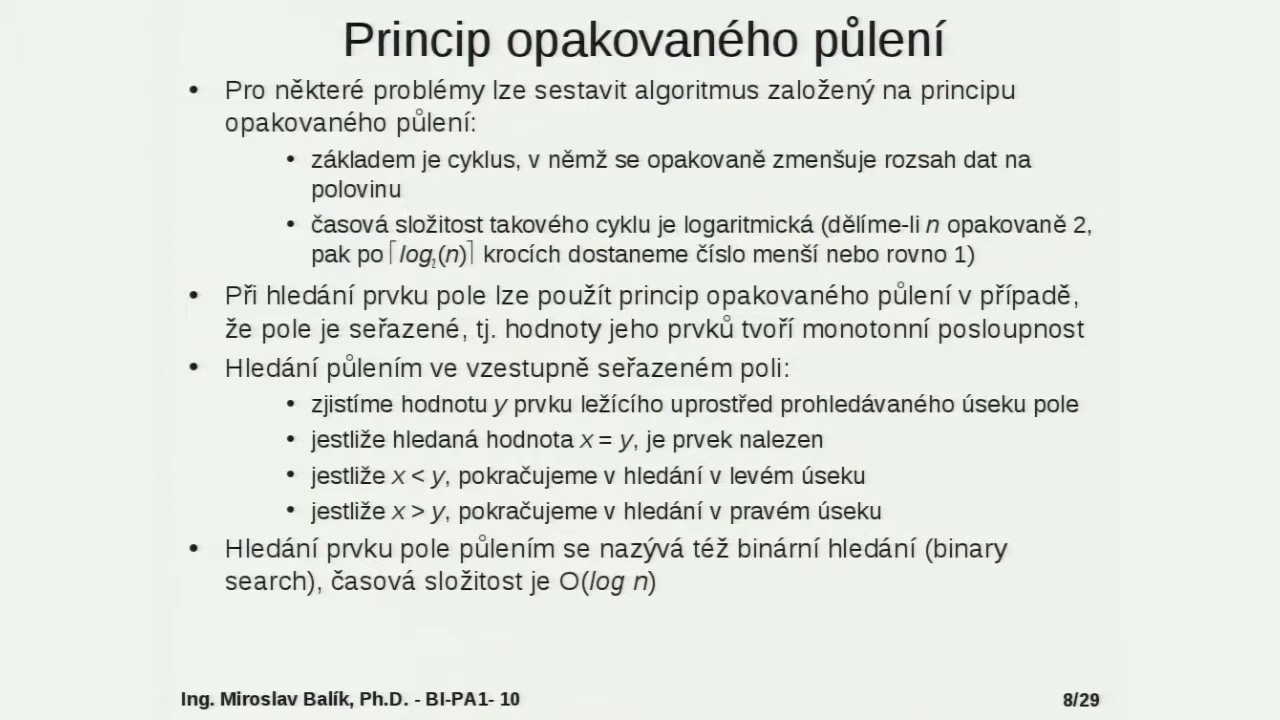 Princip opakovaného půlení
• Pro některé problémy lze sestavit algoritmus založený na principu
opakovaného půlení:
• základem je cyklus, v němž se opakovaně zmenšuje rozsah dat na
polovinu
• časová složitost takového cyklu je logaritmická (dělíme-li n opakovaně 2,
pak po ⌈log₂(n)⌉ krocích dostaneme číslo menší nebo rovno 1)
• Při hledání prvku pole lze použít princip opakovaného půlení v případě,
že pole je seřazené, tj. hodnoty jeho prvků tvoří monotonní posloupnost
• Hledání půlením ve vzestupně seřazeném poli:
• zjistíme hodnotu y prvku ležícího uprostřed prohledávaného úseku pole
• jestliže hledaná hodnota x = y, je prvek nalezen
• jestliže x < y, pokračujeme v hledání v levém úseku
• jestliže x > y, pokračujeme v hledání v pravém úseku
• Hledání prvku pole půlením se nazývá též binární hledání (binary
search), časová složitost je O(log n)
Ing. Miroslav Balík, Ph.D. - BI-PA1- 10
8/29